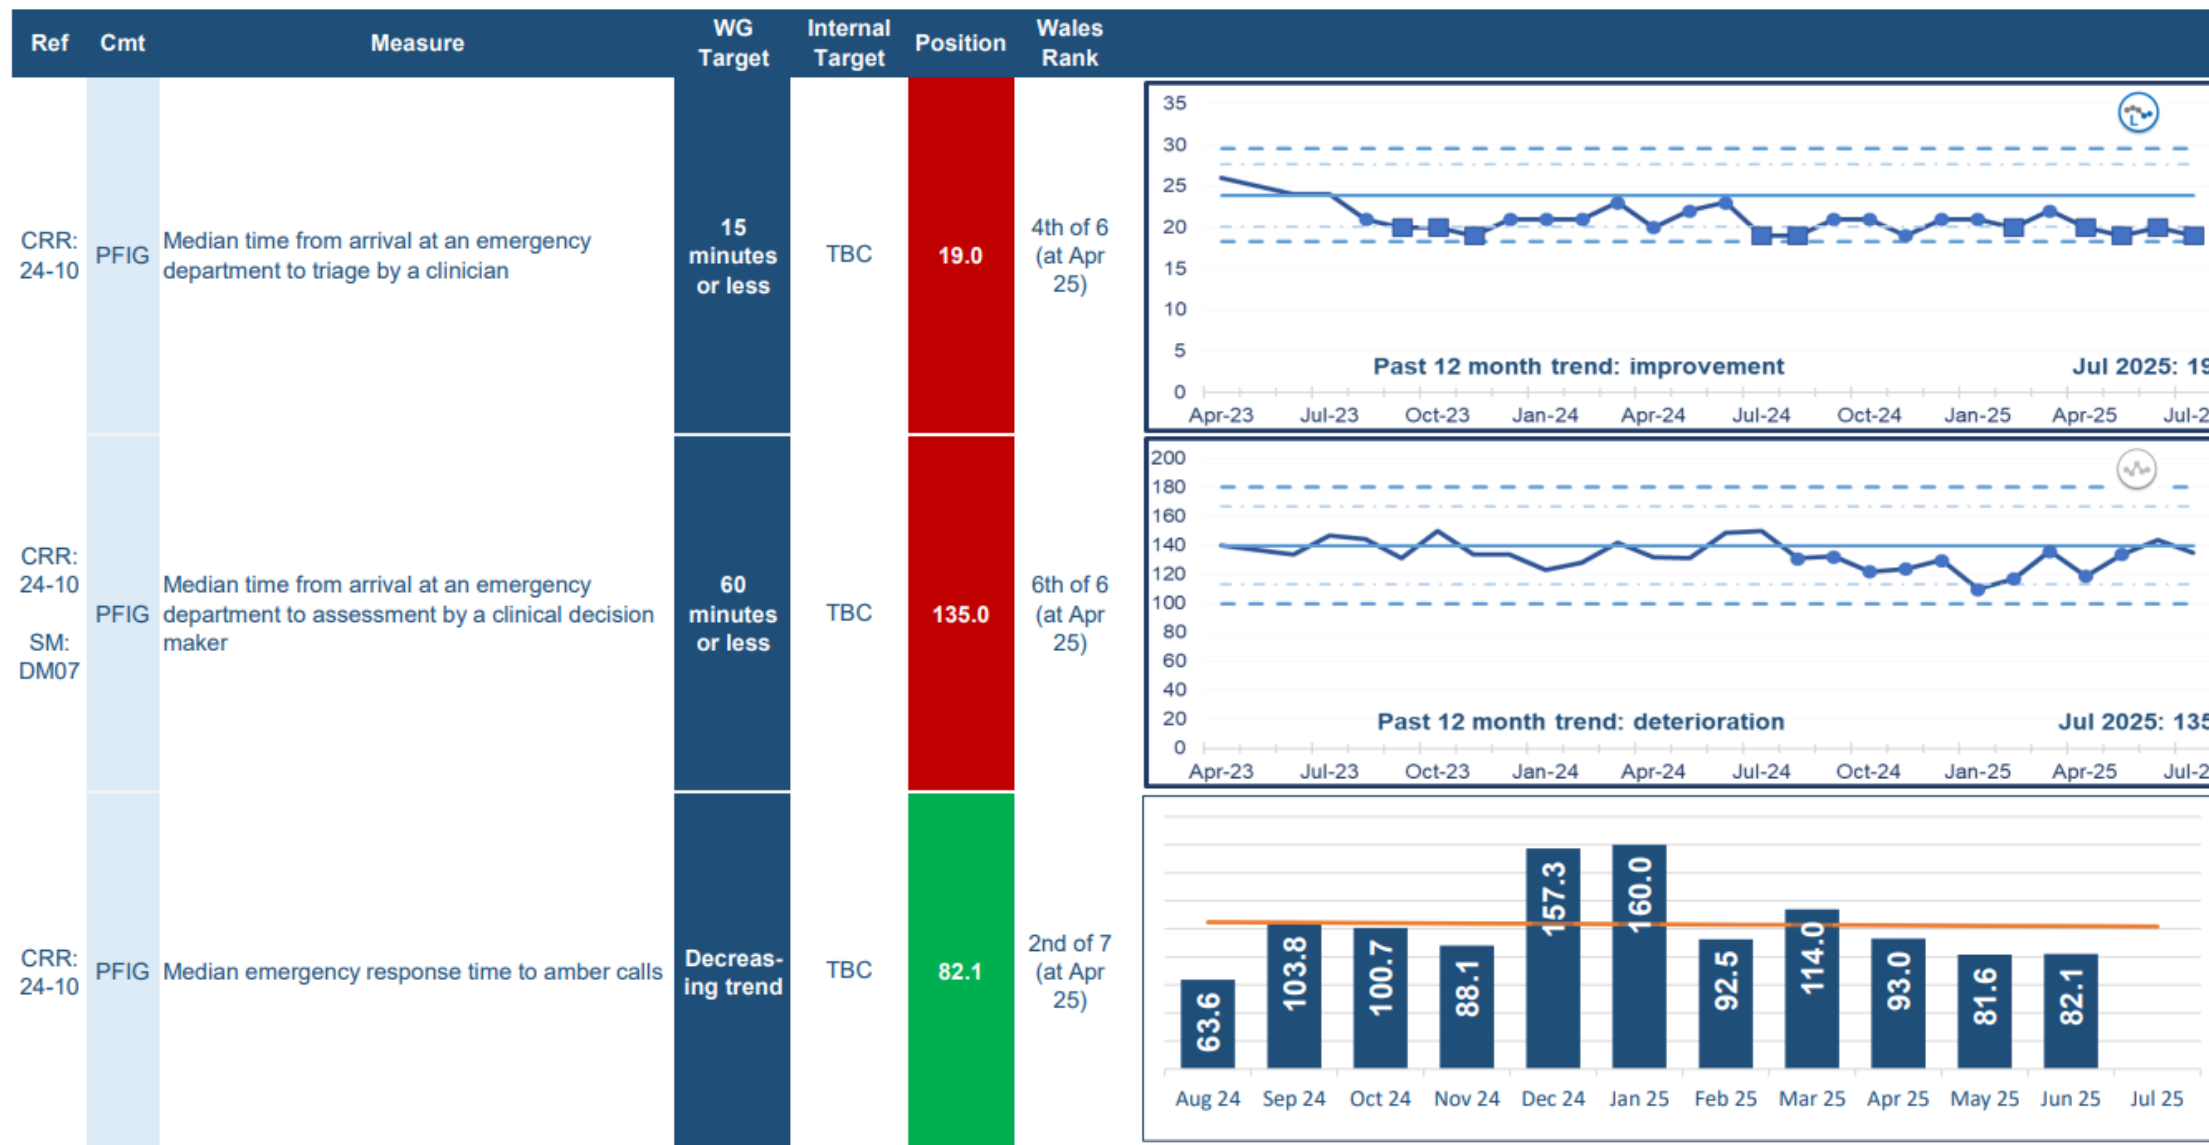 Ref Cmt Measure WG Target Internal Target Position Wales Rank
CRR: 24-10
PFIG
Median time from arrival at an emergency
department to triage by a clinician
15
minutes
or less
TBC
19.0
4th of 6
(at Apr
25)
35
30
25
20
15
10
5
0
Past 12 month trend: improvement
Jul 2025: 19
Apr-23 Jul-23 Oct-23 Jan-24 Apr-24 Jul-24 Oct-24 Jan-25 Apr-25 Jul-2
CRR:
24-10
SM:
DM07
PFIG
Median time from arrival at an emergency
department to assessment by a clinical decision
maker
60
minutes
or less
TBC
135.0
6th of 6
(at Apr
25)
200
180
160
140
120
100
80
60
40
20
0
Past 12 month trend: deterioration
Jul 2025: 135
Apr-23 Jul-23 Oct-23 Jan-24 Apr-24 Jul-24 Oct-24 Jan-25 Apr-25 Jul-2
CRR:
24-10
PFIG
Median emergency response time to amber calls
Decreas-
ing trend
TBC
82.1
2nd of 7
(at Apr
25)
63.6 103.8 100.7 88.1 157.3 160.0 92.5 114.0 93.0 81.6 82.1
Aug 24 Sep 24 Oct 24 Nov 24 Dec 24 Jan 25 Feb 25 Mar 25 Apr 25 May 25 Jun 25 Jul 25